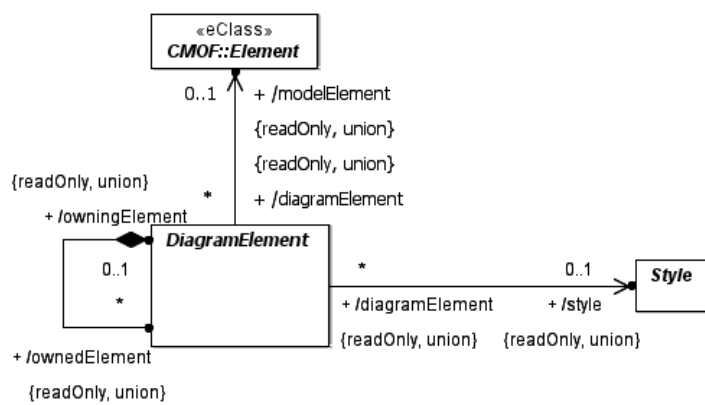 «eClass»
CMOF::Element
0..1
+ /modelElement
{readOnly, union}
{readOnly, union}
+ /diagramElement
*
{readOnly, union}
+ /owningElement
DiagramElement
0..1
*
+ /ownedElement
{readOnly, union}
*
0..1
+ /diagramElement
+ /style
{readOnly, union}
{readOnly, union}
Style